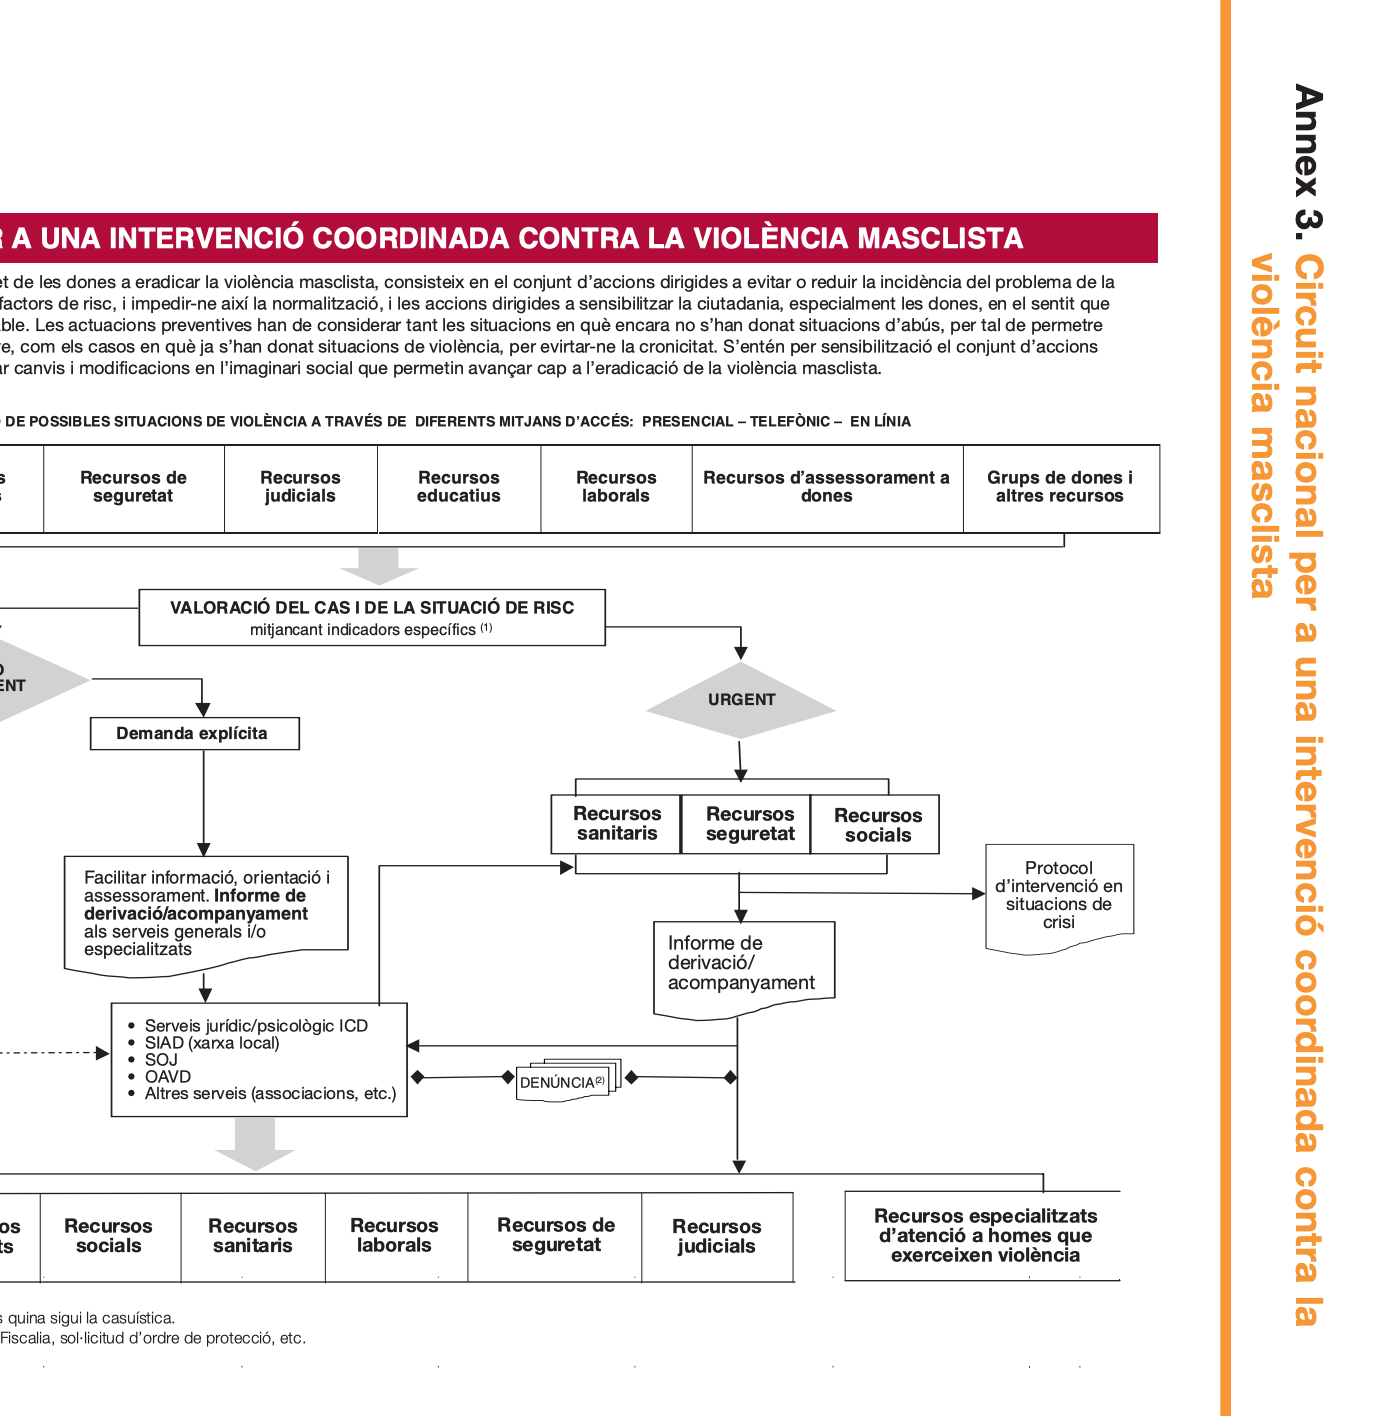 Annex 3. Circuit nacional per a una intervenció coordinada contra la
violència masclista
R A UNA INTERVENCIÓ COORDINADA CONTRA LA VIOLÈNCIA MASCLISTA
et de les dones a eradicar la violència masclista, consisteix en el conjunt d’accions dirigides a evitar o reduir la incidència del problema de la
factors de risc, i impedir-ne així la normalització, i les accions dirigides a sensibilitzar la ciutadania, especialment les dones, en el sentit que
ble. Les actuacions preventives han de considerar tant les situacions en què encara no s’han donat situacions d’abús, per tal de permetre
e, com els casos en què ja s’han donat situacions de violència, per evirtar-ne la cronicitat. S’entén per sensibilització el conjunt d’accions
ar canvis i modificacions en l’imaginari social que permetin avançar cap a l’eradicació de la violència masclista.
DE POSSIBLES SITUACIONS DE VIOLÈNCIA A TRAVÉS DE DIFERENTS MITJANS D’ACCÉS: PRESENCIAL – TELEFÒNIC – EN LÍNIA
s
s
Recursos de
seguretat
Recursos
judicials
Recursos
educatius
Recursos
laborals
Recursos d’assessorament a
dones
Grups de dones i
altres recursos
VALORACIÓ DEL CAS I DE LA SITUACIÓ DE RISC
mitjancant indicadors específics (1)
O
ENT
URGENT
Demanda explícita
Recursos
sanitaris
Recursos
seguretat
Recursos
socials
Facilitar informació, orientació i
assessorament. Informe de
derivació/acompanyament
als serveis generals i/o
especialitzats
Protocol
d’intervenció en
situacions de
crisi
Informe de
derivació/
acompanyament
• Serveis jurídic/psicològic ICD
• SIAD (xarxa local)
• SOJ
• OAVD
• Altres serveis (associacions, etc.)
DENÚNCIA(2)
os
ts
Recursos
socials
Recursos
sanitaris
Recursos
laborals
Recursos de
seguretat
Recursos
judicials
Recursos especialitzats
d’atenció a homes que
exerceixen violència
s quina sigui la casuística.
Fiscalia, sol·licitud d’ordre de protecció, etc.